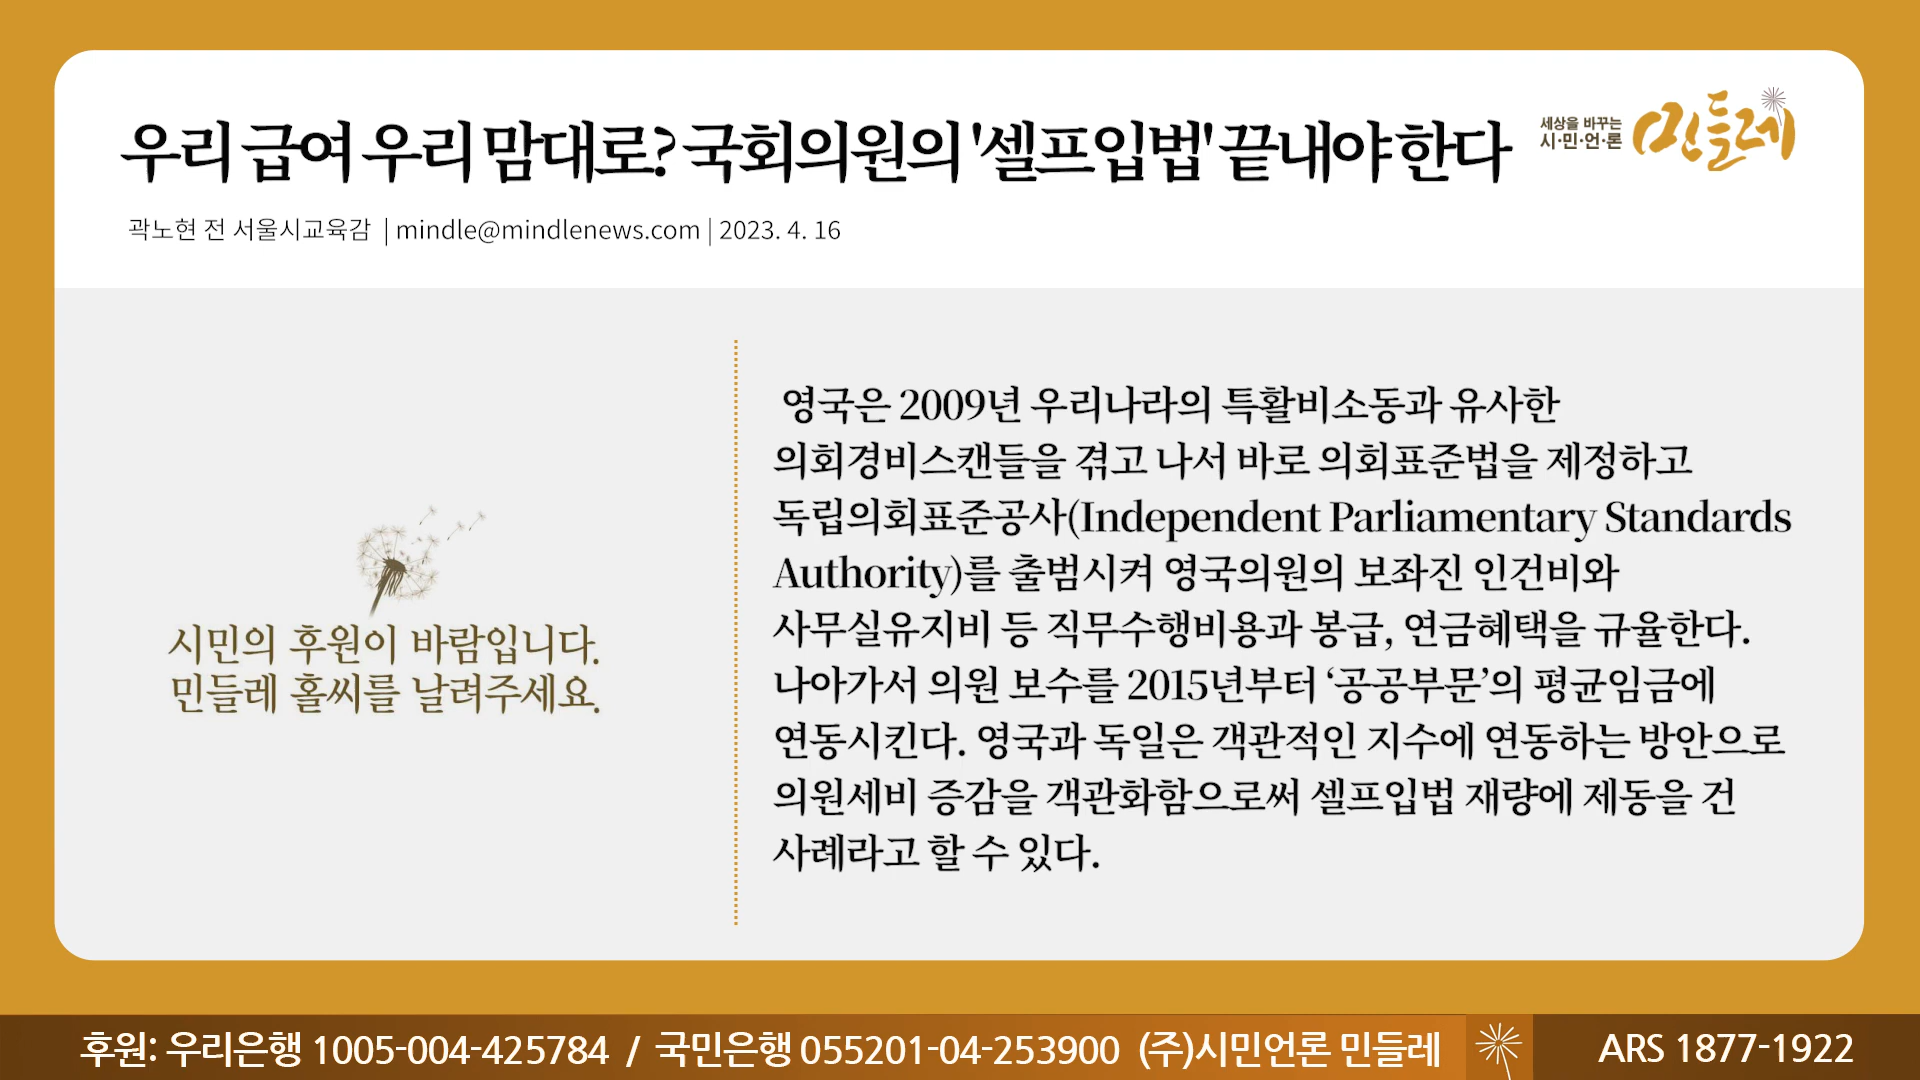 우리 급여 우리 맘대로? 국회의원의 '셀프입법' 끝내야 한다
세상을 바꾸는
시·민·언·론
민들레
곽노현 전 서울시교육감 | mindle@mindlenews.com | 2023. 4. 16
시민의 후원이 바람입니다.
민들레 홀씨를 날려주세요.
영국은 2009년 우리나라의 특활비소동과 유사한
의회경비스캔들을 겪고 나서 바로 의회표준법을 제정하고
독립의회표준공사(Independent Parliamentary Standards
Authority)를 출범시켜 영국의원의 보좌진 인건비와
사무실유지비 등 직무수행비용과 봉급, 연금혜택을 규율한다.
나아가서 의원 보수를 2015년부터 ‘공공부문’의 평균임금에
연동시킨다. 영국과 독일은 객관적인 지수에 연동하는 방안으로
의원세비 증감을 객관화함으로써 셀프입법 재량에 제동을 건
사례라고 할 수 있다.
후원: 우리은행 1005-004-425784 / 국민은행 055201-04-253900 (주)시민언론 민들레
ARS 1877-1922